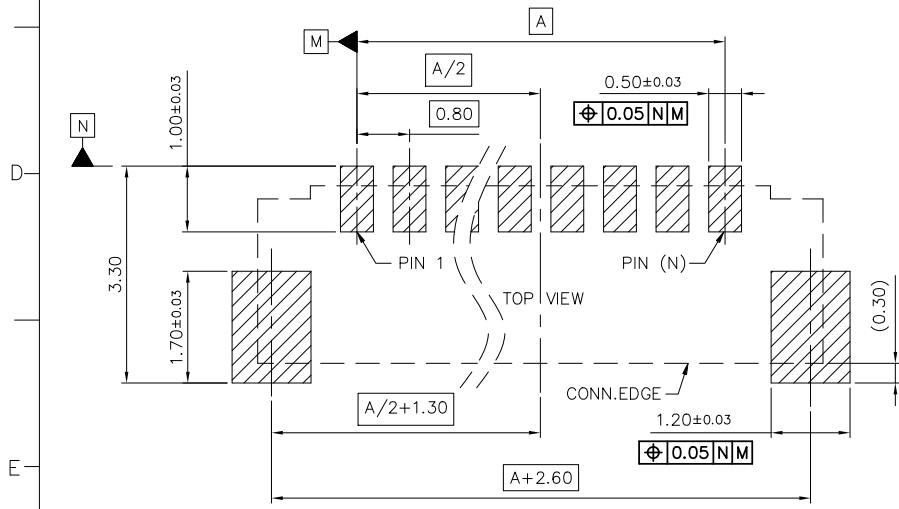 A
M
A/2
0.50±0.03
⌖ 0.05 N M
0.80
1.00±0.03
N
D
PIN 1
PIN (N)
3.30
1.70±0.03
TOP VIEW
(0.30)
CONN.EDGE
A/2+1.30
1.20±0.03
⌖ 0.05 N M
E
A+2.60